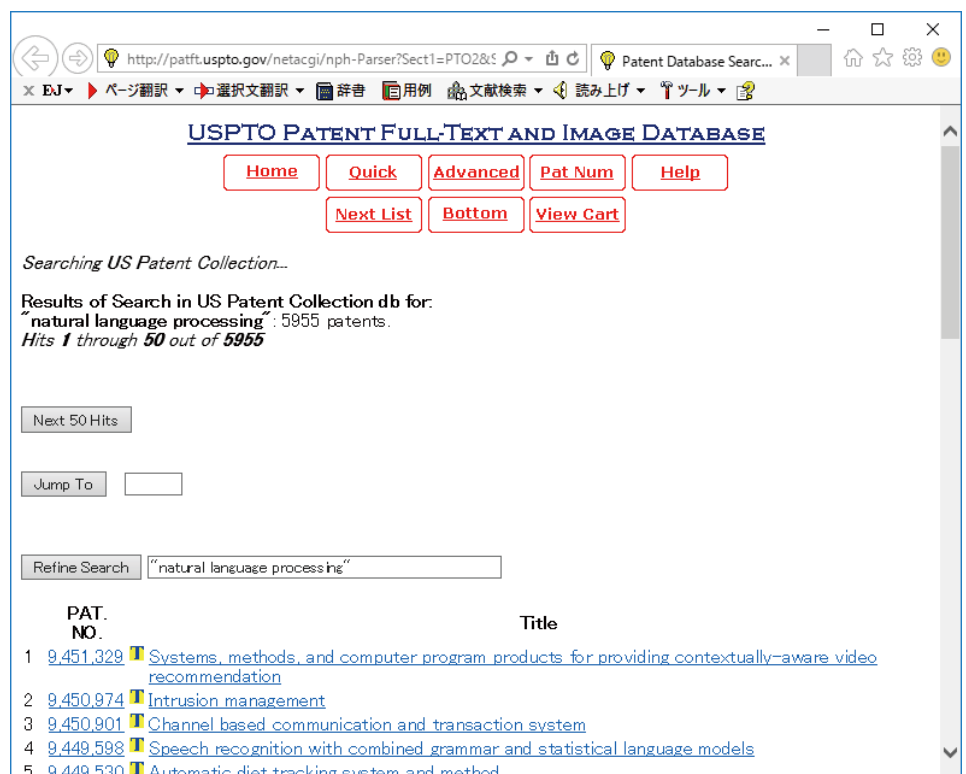 http://patft.uspto.gov/netacgi/nph-Parser?Sect1=PTO2&S
Patent Database Searc...
EJ ページ翻訳 選択文翻訳 辞書 用例 文献検索 読み上げ ツール
USPTO PATENT FULL-TEXT AND IMAGE DATABASE
Home Quick Advanced Pat Num Help
Next List Bottom View Cart
Searching US Patent Collection...
Results of Search in US Patent Collection db for:
"natural language processing": 5955 patents.
Hits 1 through 50 out of 5955
Next 50 Hits
Jump To
Refine Search "natural language processing"
PAT.
NO. Title
1 9,451,329 T Systems, methods, and computer program products for providing contextually-aware video
recommendation
2 9,450,974 T Intrusion management
3 9,450,901 T Channel based communication and transaction system
4 9,449,598 T Speech recognition with combined grammar and statistical language models
5 9,449,530 T Automatic diet tracking system and method